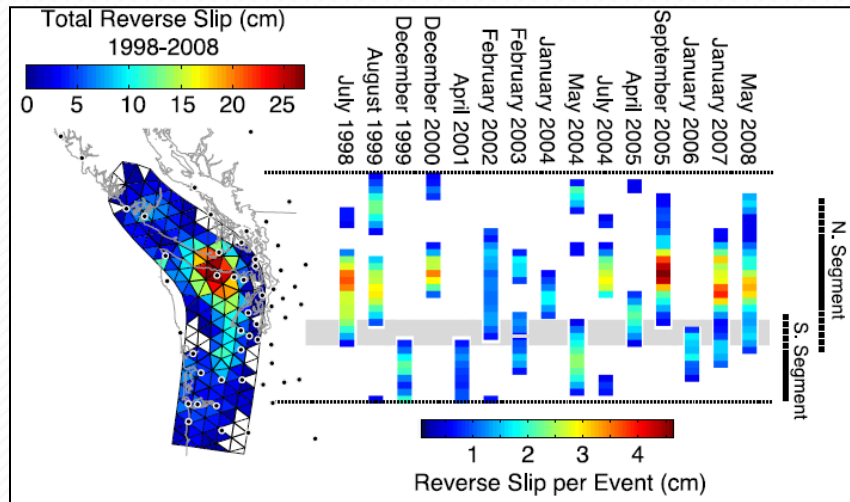 Total Reverse Slip (cm)
1998-2008
0 5 10 15 20 25
July 1998
August 1999
December 1999
December 2000
April 2001
February 2002
February 2003
January 2004
May 2004
July 2004
April 2005
September 2005
January 2006
January 2007
May 2008
N. Segment
S. Segment
1 2 3 4
Reverse Slip per Event (cm)